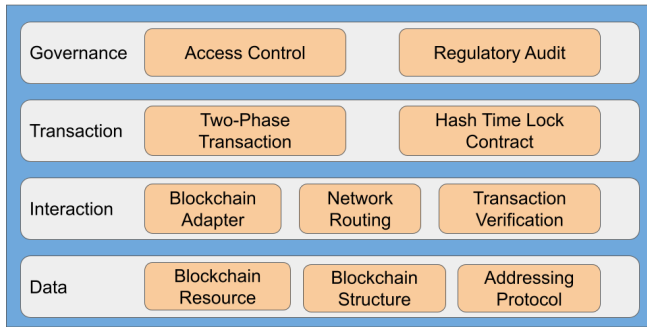 Governance
Access Control
Regulatory Audit
Transaction
Two-Phase
Transaction
Hash Time Lock
Contract
Interaction
Blockchain
Adapter
Network
Routing
Transaction
Verification
Data
Blockchain
Resource
Blockchain
Structure
Addressing
Protocol